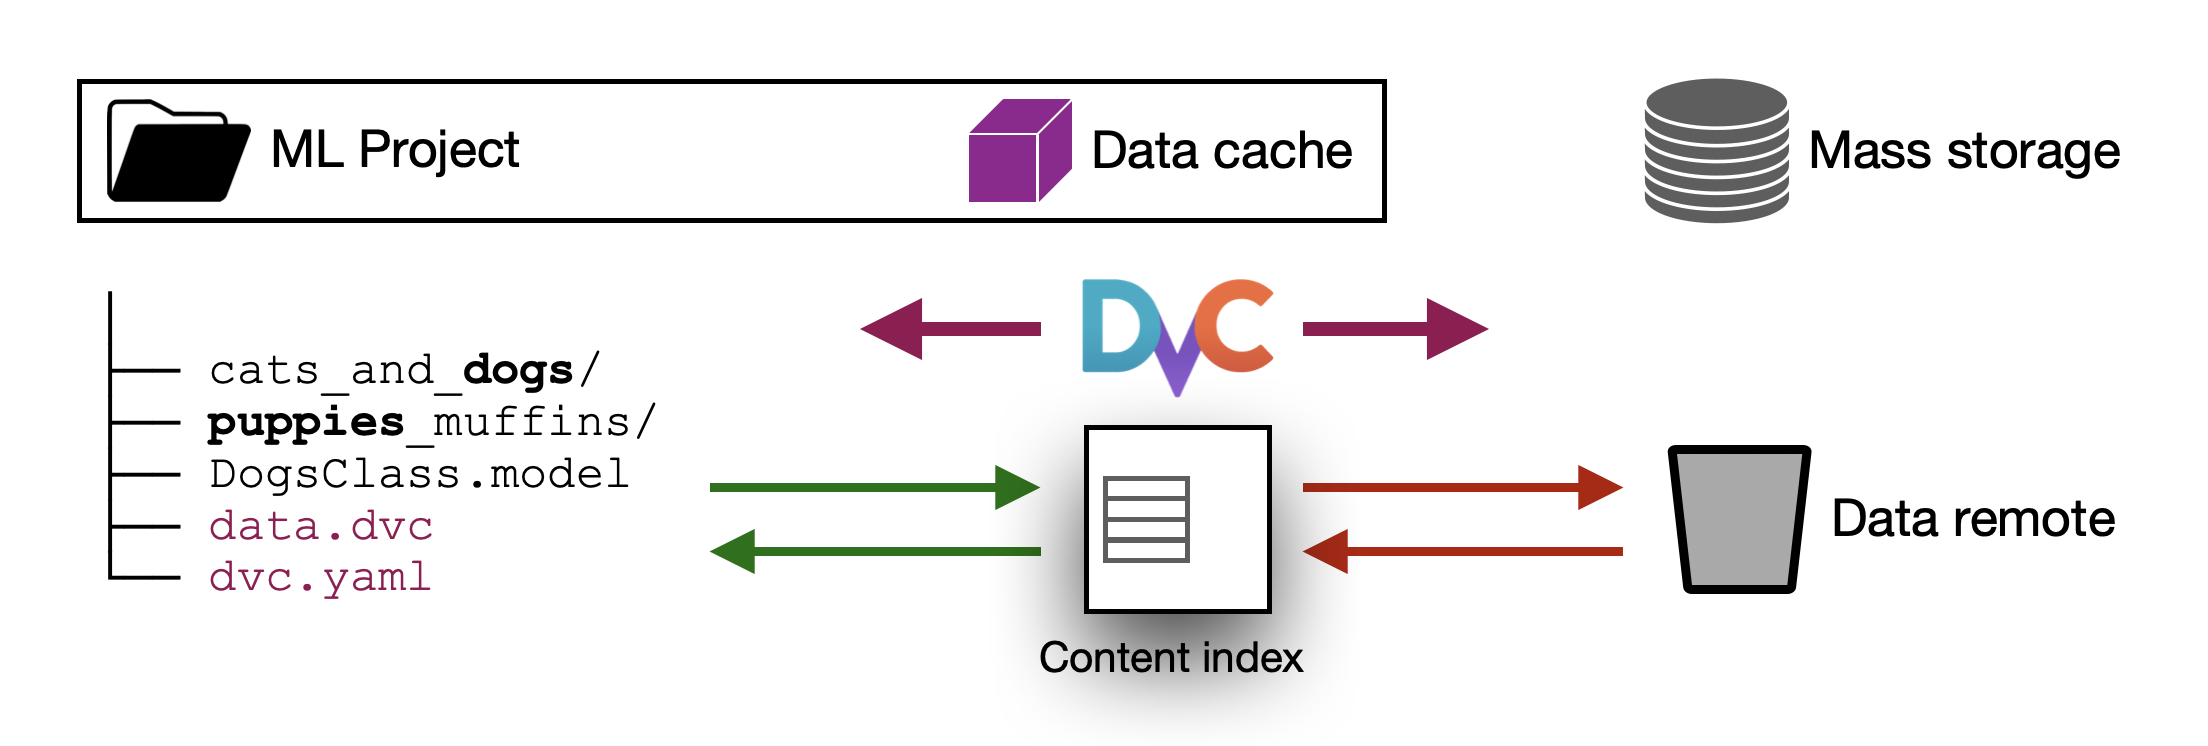 ML Project
Data cache
Mass storage
DVC
cats_and_dogs/
puppies_muffins/
DogsClass.model
data.dvc
dvc.yaml
Data remote
Content index